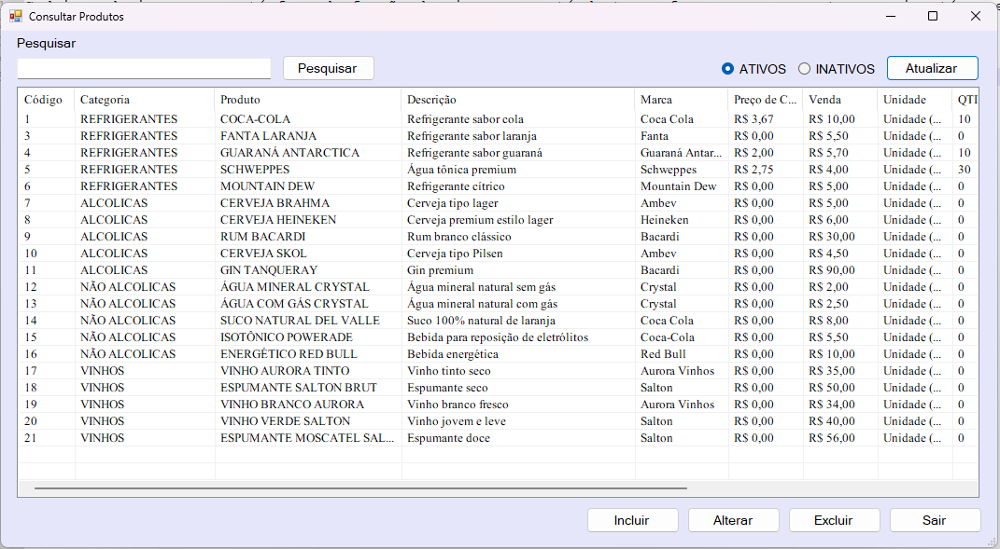 Consultar Produtos
Pesquisar
Pesquisar ATIVOS INATIVOS Atualizar
Código Categoria Produto Descrição Marca Preço de C... Venda Unidade QTI
1 REFRIGERANTES COCA-COLA Refrigerante sabor cola Coca Cola R$ 3,67 R$ 10,00 Unidade (... 10
3 REFRIGERANTES FANTA LARANJA Refrigerante sabor laranja Fanta R$ 0,00 R$ 5,50 Unidade (... 0
4 REFRIGERANTES GUARANÁ ANTARCTICA Refrigerante sabor guaraná Guaraná Antar... R$ 2,00 R$ 5,70 Unidade (... 10
5 REFRIGERANTES SCHWEPPES Água tônica premium Schweppes R$ 2,75 R$ 4,00 Unidade (... 30
6 REFRIGERANTES MOUNTAIN DEW Refrigerante cítrico Mountain Dew R$ 0,00 R$ 5,00 Unidade (... 0
7 ALCOLICAS CERVEJA BRAHMA Cerveja tipo lager Ambev R$ 0,00 R$ 5,00 Unidade (... 0
8 ALCOLICAS CERVEJA HEINEKEN Cerveja premium estilo lager Heineken R$ 0,00 R$ 6,00 Unidade (... 0
9 ALCOLICAS RUM BACARDI Rum branco clássico Bacardi R$ 0,00 R$ 30,00 Unidade (... 0
10 ALCOLICAS CERVEJA SKOL Cerveja tipo Pilsen Ambev R$ 0,00 R$ 4,50 Unidade (... 0
11 ALCOLICAS GIN TANQUERAY Gin premium Bacardi R$ 0,00 R$ 90,00 Unidade (... 0
12 NÃO ALCOLICAS ÁGUA MINERAL CRYSTAL Água mineral natural sem gás Crystal R$ 0,00 R$ 2,00 Unidade (... 0
13 NÃO ALCOLICAS ÁGUA COM GÁS CRYSTAL Água mineral natural com gás Crystal R$ 0,00 R$ 2,50 Unidade (... 0
14 NÃO ALCOLICAS SUCO NATURAL DEL VALLE Suco 100% natural de laranja Coca Cola R$ 0,00 R$ 8,00 Unidade (... 0
15 NÃO ALCOLICAS ISOTÔNICO POWERADE Bebida para reposição de eletrólitos Coca-Cola R$ 0,00 R$ 5,50 Unidade (... 0
16 NÃO ALCOLICAS ENERGÉTICO RED BULL Bebida energética Red Bull R$ 0,00 R$ 10,00 Unidade (... 0
17 VINHOS VINHO AURORA TINTO Vinho tinto seco Aurora Vinhos R$ 0,00 R$ 35,00 Unidade (... 0
18 VINHOS ESPUMANTE SALTON BRUT Espumante seco Salton R$ 0,00 R$ 50,00 Unidade (... 0
19 VINHOS VINHO BRANCO AURORA Vinho branco fresco Aurora Vinhos R$ 0,00 R$ 34,00 Unidade (... 0
20 VINHOS VINHO VERDE SALTON Vinho jovem e leve Salton R$ 0,00 R$ 40,00 Unidade (... 0
21 VINHOS ESPUMANTE MOSCATEL SAL... Espumante doce Salton R$ 0,00 R$ 56,00 Unidade (... 0
Incluir Alterar Excluir Sair